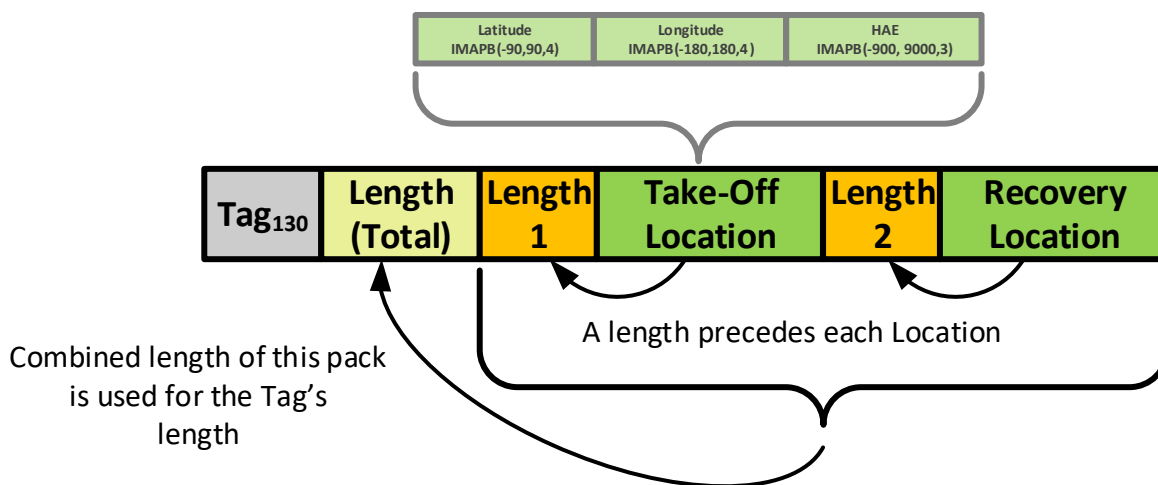 Latitude
IMAPB(-90,90,4)
Longitude
IMAPB(-180,180,4)
HAE
IMAPB(-900, 9000,3)
Tag130
Length
(Total)
Length
1
Take-Off
Location
Length
2
Recovery
Location
A length precedes each Location
Combined length of this pack
is used for the Tag’s
length